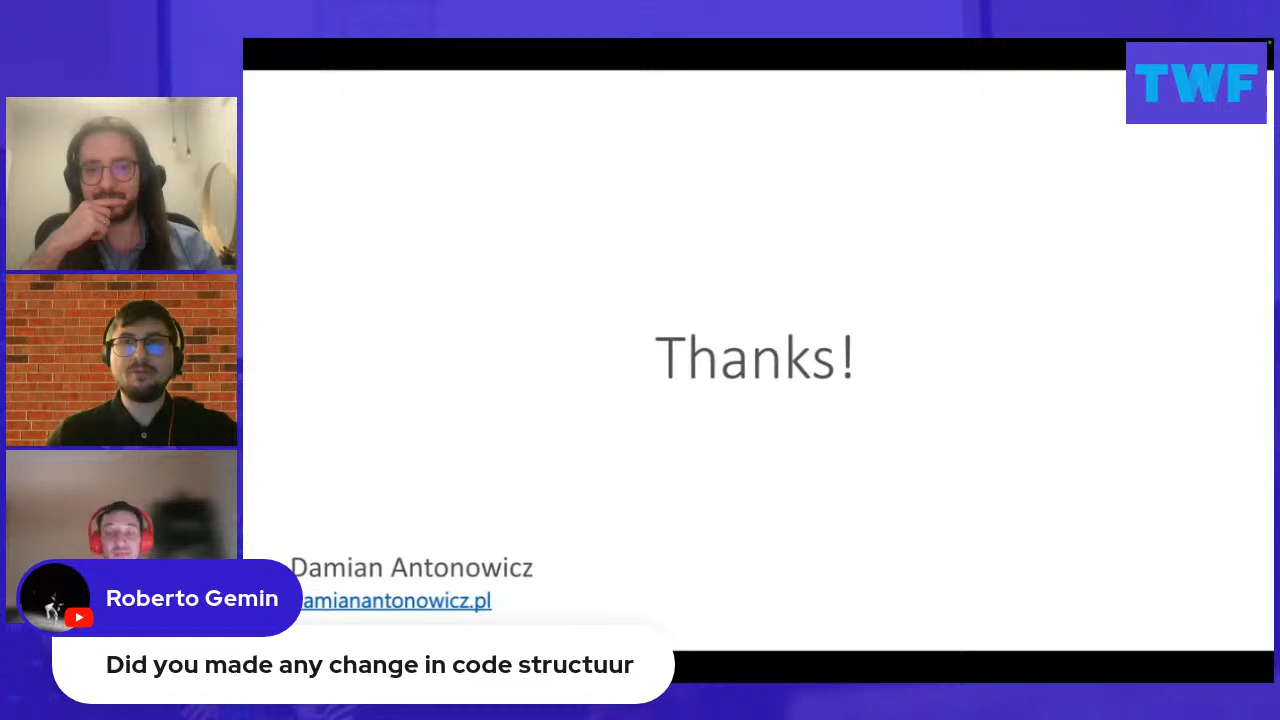 TWF
Thanks!
Damian Antonowicz
amianantonowicz.pl
Roberto Gemin
Did you made any change in code structuur